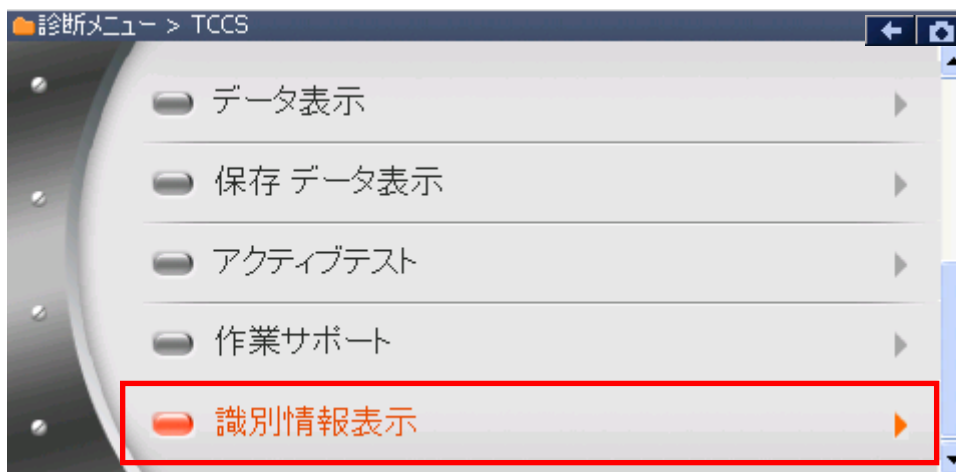 診断メニュー > TCCS
データ表示
保存 データ表示
アクティブテスト
作業サポート
識別情報表示